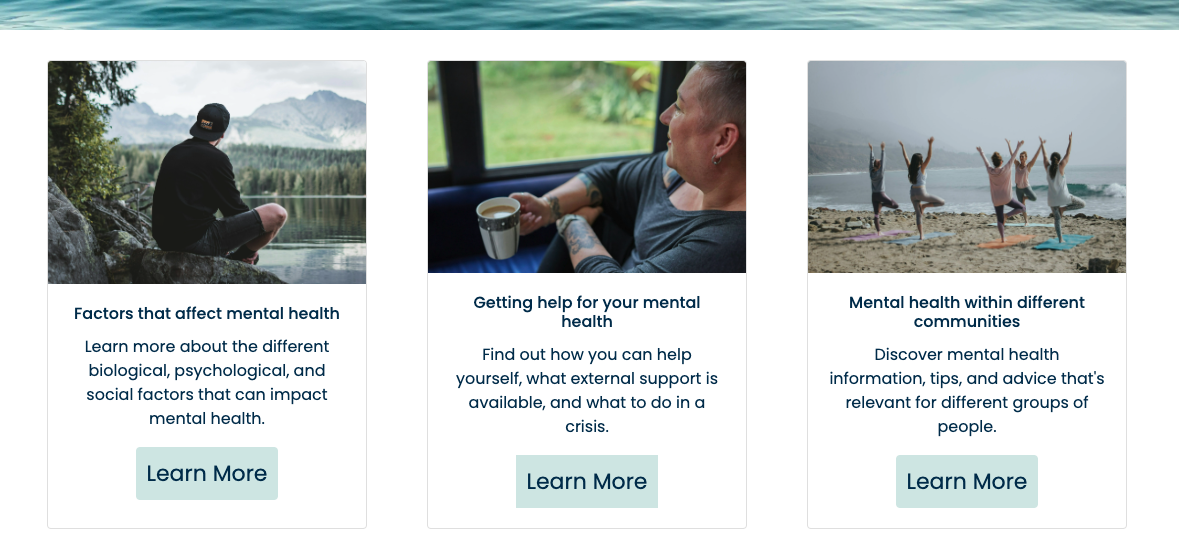 Factors that affect mental health
Learn more about the different
biological, psychological, and
social factors that can impact
mental health.
Learn More
Getting help for your mental
health
Find out how you can help
yourself, what external support is
available, and what to do in a
crisis.
Learn More
Mental health within different
communities
Discover mental health
information, tips, and advice that's
relevant for different groups of
people.
Learn More